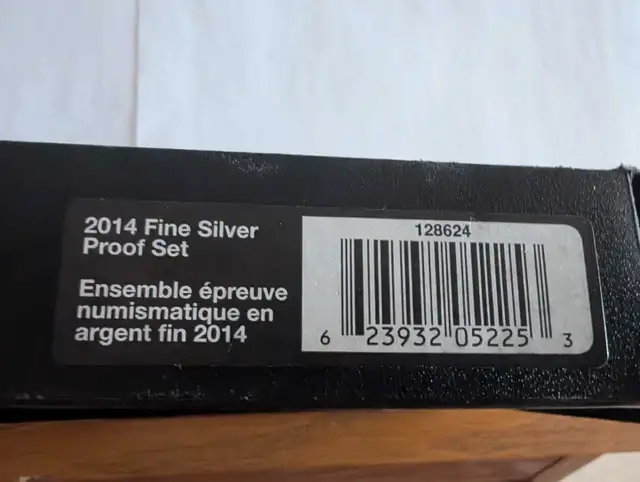 2014 Fine Silver
Proof Set
Ensemble épreuve
numismatique en
argent fin 2014
128624
6 23932 05225 3